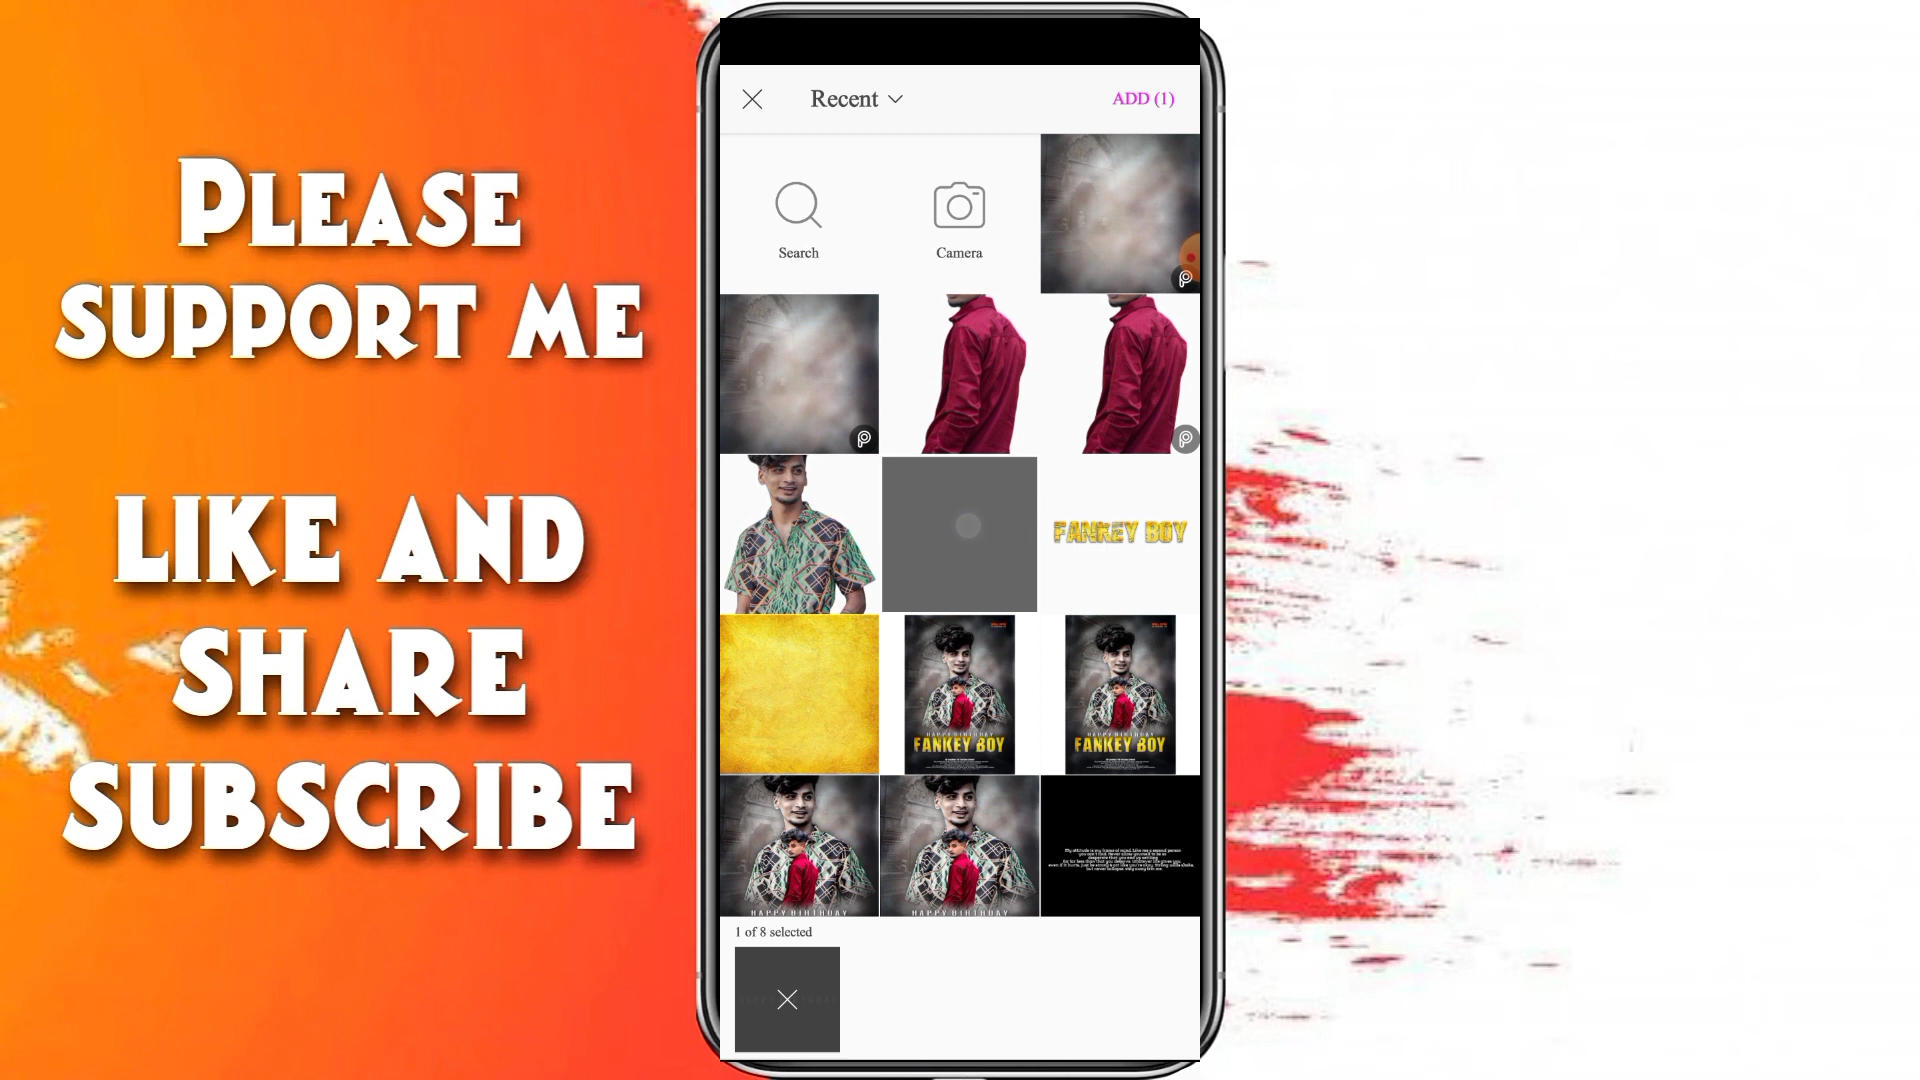 PLEASE
SUPPORT ME
LIKE AND
SHARE
SUBSCRIBE
Recent
ADD (1)
Search
Camera
FANKEY BOY
HAPPY BIRTHDAY
FANKEY BOY
HAPPY BIRTHDAY
FANKEY BOY
HAPPY BIRTHDAY
HAPPY BIRTHDAY
1 of 8 selected